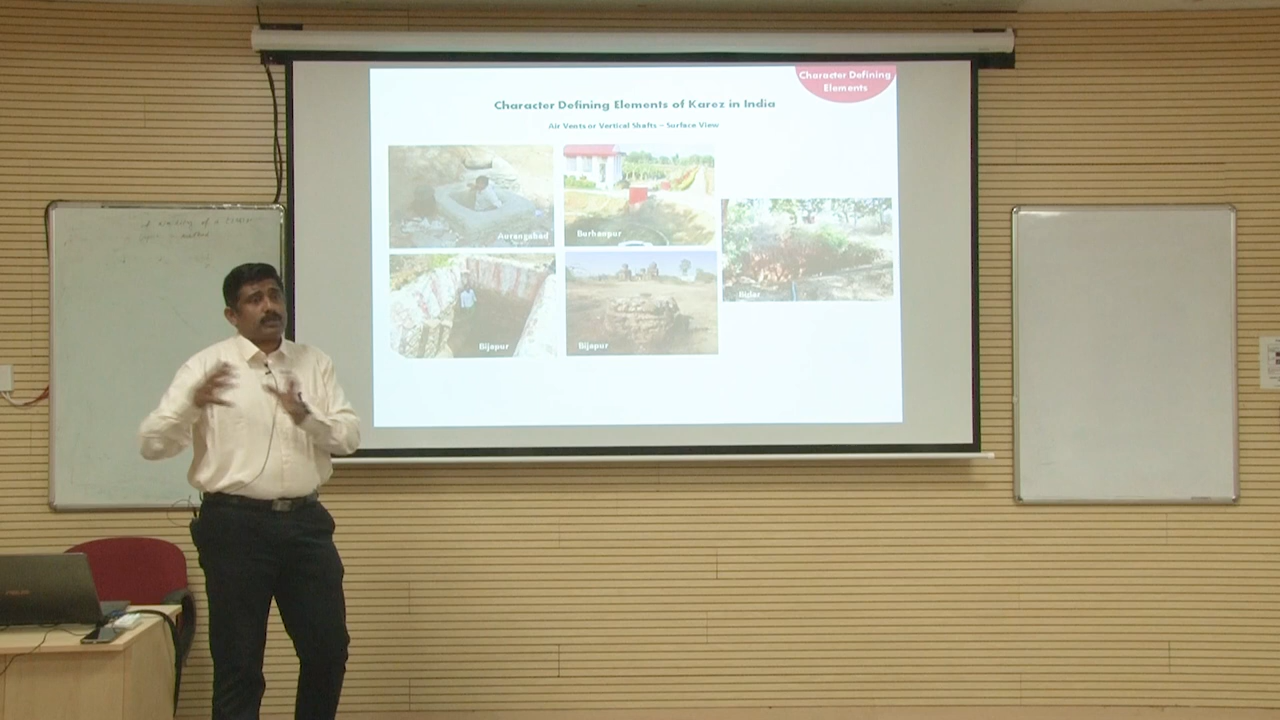 Character Defining
Elements
Character Defining Elements of Karez in India
Air Vents or Vertical Shafts – Surface View
Aurangabad
Burhanpur
Bidar
Bijapur
Bijapur